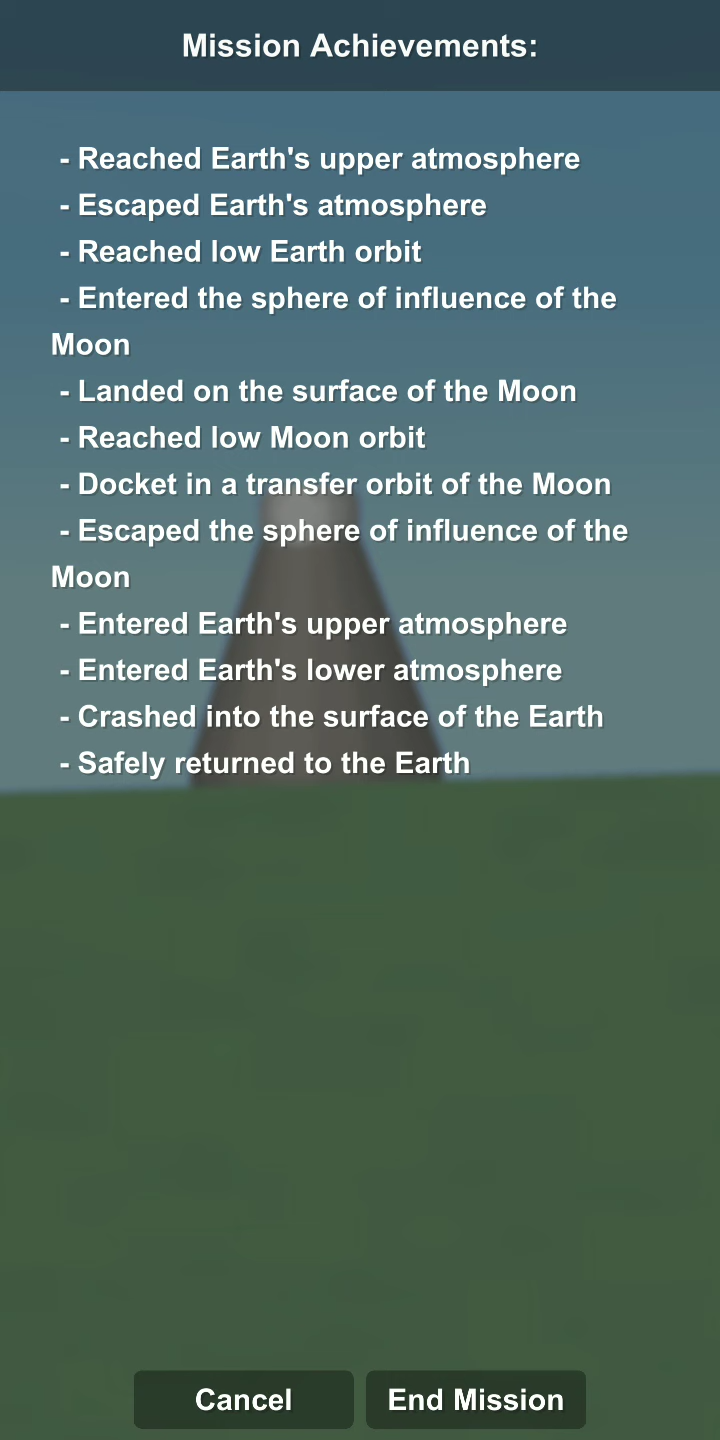 Mission Achievements:
- Reached Earth's upper atmosphere
- Escaped Earth's atmosphere
- Reached low Earth orbit
- Entered the sphere of influence of the
Moon
- Landed on the surface of the Moon
- Reached low Moon orbit
- Docket in a transfer orbit of the Moon
- Escaped the sphere of influence of the
Moon
- Entered Earth's upper atmosphere
- Entered Earth's lower atmosphere
- Crashed into the surface of the Earth
- Safely returned to the Earth
Cancel
End Mission